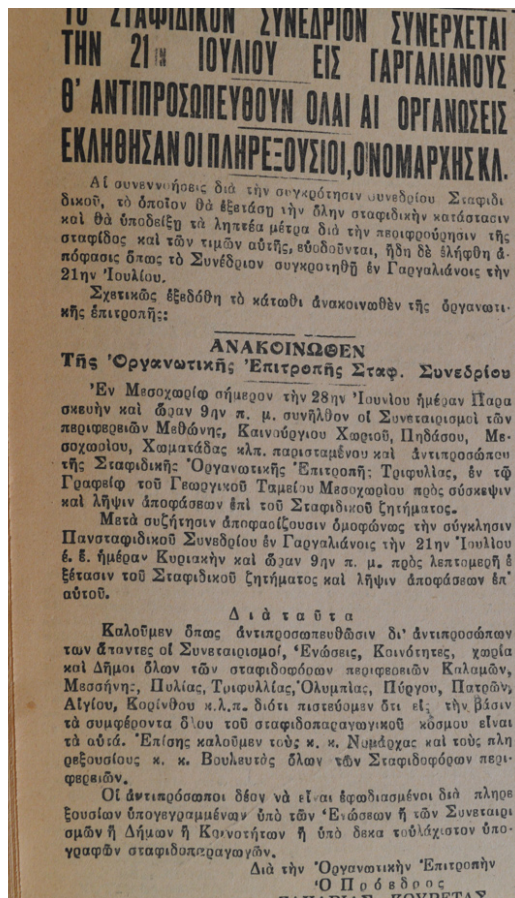 ΤΟ ΣΤΑΦΙΔΙΚΟΝ ΣΥΝΕΔΡΙΟΝ ΣΥΝΕΡΧΕΤΑΙ
ΤΗΝ 21ΗΝ ΙΟΥΛΙΟΥ ΕΙΣ ΓΑΡΓΑΛΙΑΝΟΥΣ
Θ' ΑΝΤΙΠΡΟΣΩΠΕΥΘΟΥΝ ΟΛΑΙ ΑΙ ΟΡΓΑΝΩΣΕΙΣ
ΕΚΛΗΘΗΣΑΝ ΟΙ ΠΛΗΡΕΞΟΥΣΙΟΙ, Ο ΝΟΜΑΡΧΗΣ ΚΛ.
Αἱ συνεννοήσεις διὰ τὴν συγκρότησιν συνεδρίου Σταφιδι
δικοῦ, τὸ ὁποῖον θὰ ἐξετάσῃ τὴν ὅλην σταφιδικὴν κατάστασιν
καὶ θὰ ὑποδείξῃ τὰ ληπτέα μέτρα διὰ τὴν περιφρούρησιν τῆς
σταφίδος καὶ τῶν τιμῶν αὐτῆς, εὐοδοῦνται, ἤδη δὲ ἐλήφθη ἀ-
πόφασις ὅπως τὸ Συνέδριον συγκροτηθῇ ἐν Γαργαλιάνοις τὴν
21ην Ἰουλίου.
Σχετικῶς ἐξεδόθη τὸ κάτωθι ἀνακοινωθὲν τῆς ὀργανωτι-
κῆς ἐπιτροπῆς:
ΑΝΑΚΟΙΝΩΘΕΝ
Τῆς Ὀργανωτικῆς Ἐπιτροπῆς Σταφ. Συνεδρίου
Ἐν Μεσοχωρίῳ σήμερον τὴν 28ην Ἰουνίου ἡμέραν Παρα
σκευὴν καὶ ὥραν 9ην π. μ. συνῆλθον οἱ Συνεταιρισμοὶ τῶν
περιφερειῶν Μεθώνης, Καινούργιου Χωριοῦ, Πηδάσου, Με-
σοχωρίου, Χωματάδας κλπ. παρισταμένου καὶ ἀντιπροσώπου
τῆς Σταφιδικῆς Ὀργανωτικῆς Ἐπιτροπῆς Τριφυλίας, ἐν τῷ
Γραφείῳ τοῦ Γεωργικοῦ Ταμείου Μεσοχωρίου πρὸς σύσκεψιν
καὶ λῆψιν ἀποφάσεων ἐπὶ τοῦ Σταφιδικοῦ ζητήματος.
Μετὰ συζήτησιν ἀποφασίζουσιν ὁμοφώνως τὴν σύγκλησιν
Πανσταφιδικοῦ Συνεδρίου ἐν Γαργαλιάνοις τὴν 21ην Ἰουλίου
ἐ. ἔ. ἡμέραν Κυριακὴν καὶ ὥραν 9ην π. μ. πρὸς λεπτομερῆ ἐ
ξέτασιν τοῦ Σταφιδικοῦ ζητήματος καὶ λῆψιν ἀποφάσεων ἐπ'
αὐτοῦ.
Διὰ ταῦτα
Καλοῦμεν ὅπως ἀντιπροσωπευθῶσιν δι' ἀντιπροσώπων
των ἅπαντες οἱ Συνεταιρισμοί, Ἑνώσεις, Κοινότητες, χωρία
καὶ Δῆμοι ὅλων τῶν σταφιδοφόρων περιφερειῶν Καλαμῶν,
Μεσσήνης, Πυλίας, Τριφυλλίας, Ὀλυμπίας, Πύργου, Πατρῶν,
Αἰγίου, Κορίνθου κ.λ.π. διότι πιστεύομεν ὅτι εἰς τὴν βάσιν
τὰ συμφέροντα ὅλου τοῦ σταφιδοπαραγωγικοῦ κόσμου εἶναι
τὰ αὐτά. Ἐπίσης καλοῦμεν τοὺς κ. κ. Νομάρχας καὶ τοὺς πλη
ρεξουσίους κ. κ. Βουλευτὸς ὅλων τῶν Σταφιδοφόρων περι-
φερειῶν.
Οἱ ἀντιπρόσωποι δέον νὰ εἶναι ἐφωδιασμένοι διὰ πληρε
ξουσίων ὑπογεγραμμένων ὑπὸ τῶν Ἑνώσεων ἢ τῶν Συνεταιρι
σμῶν ἢ Δήμων ἢ Κοινοτήτων ἢ ὑπὸ δεκα τοὐλάχιστον ὑπο-
γραφῶν σταφιδοπαραγωγῶν.
Διὰ τὴν Ὀργανωτικὴν Ἐπιτροπὴν
Ὁ Πρόεδρος
ΚΟΥΒΕΤΑΣ